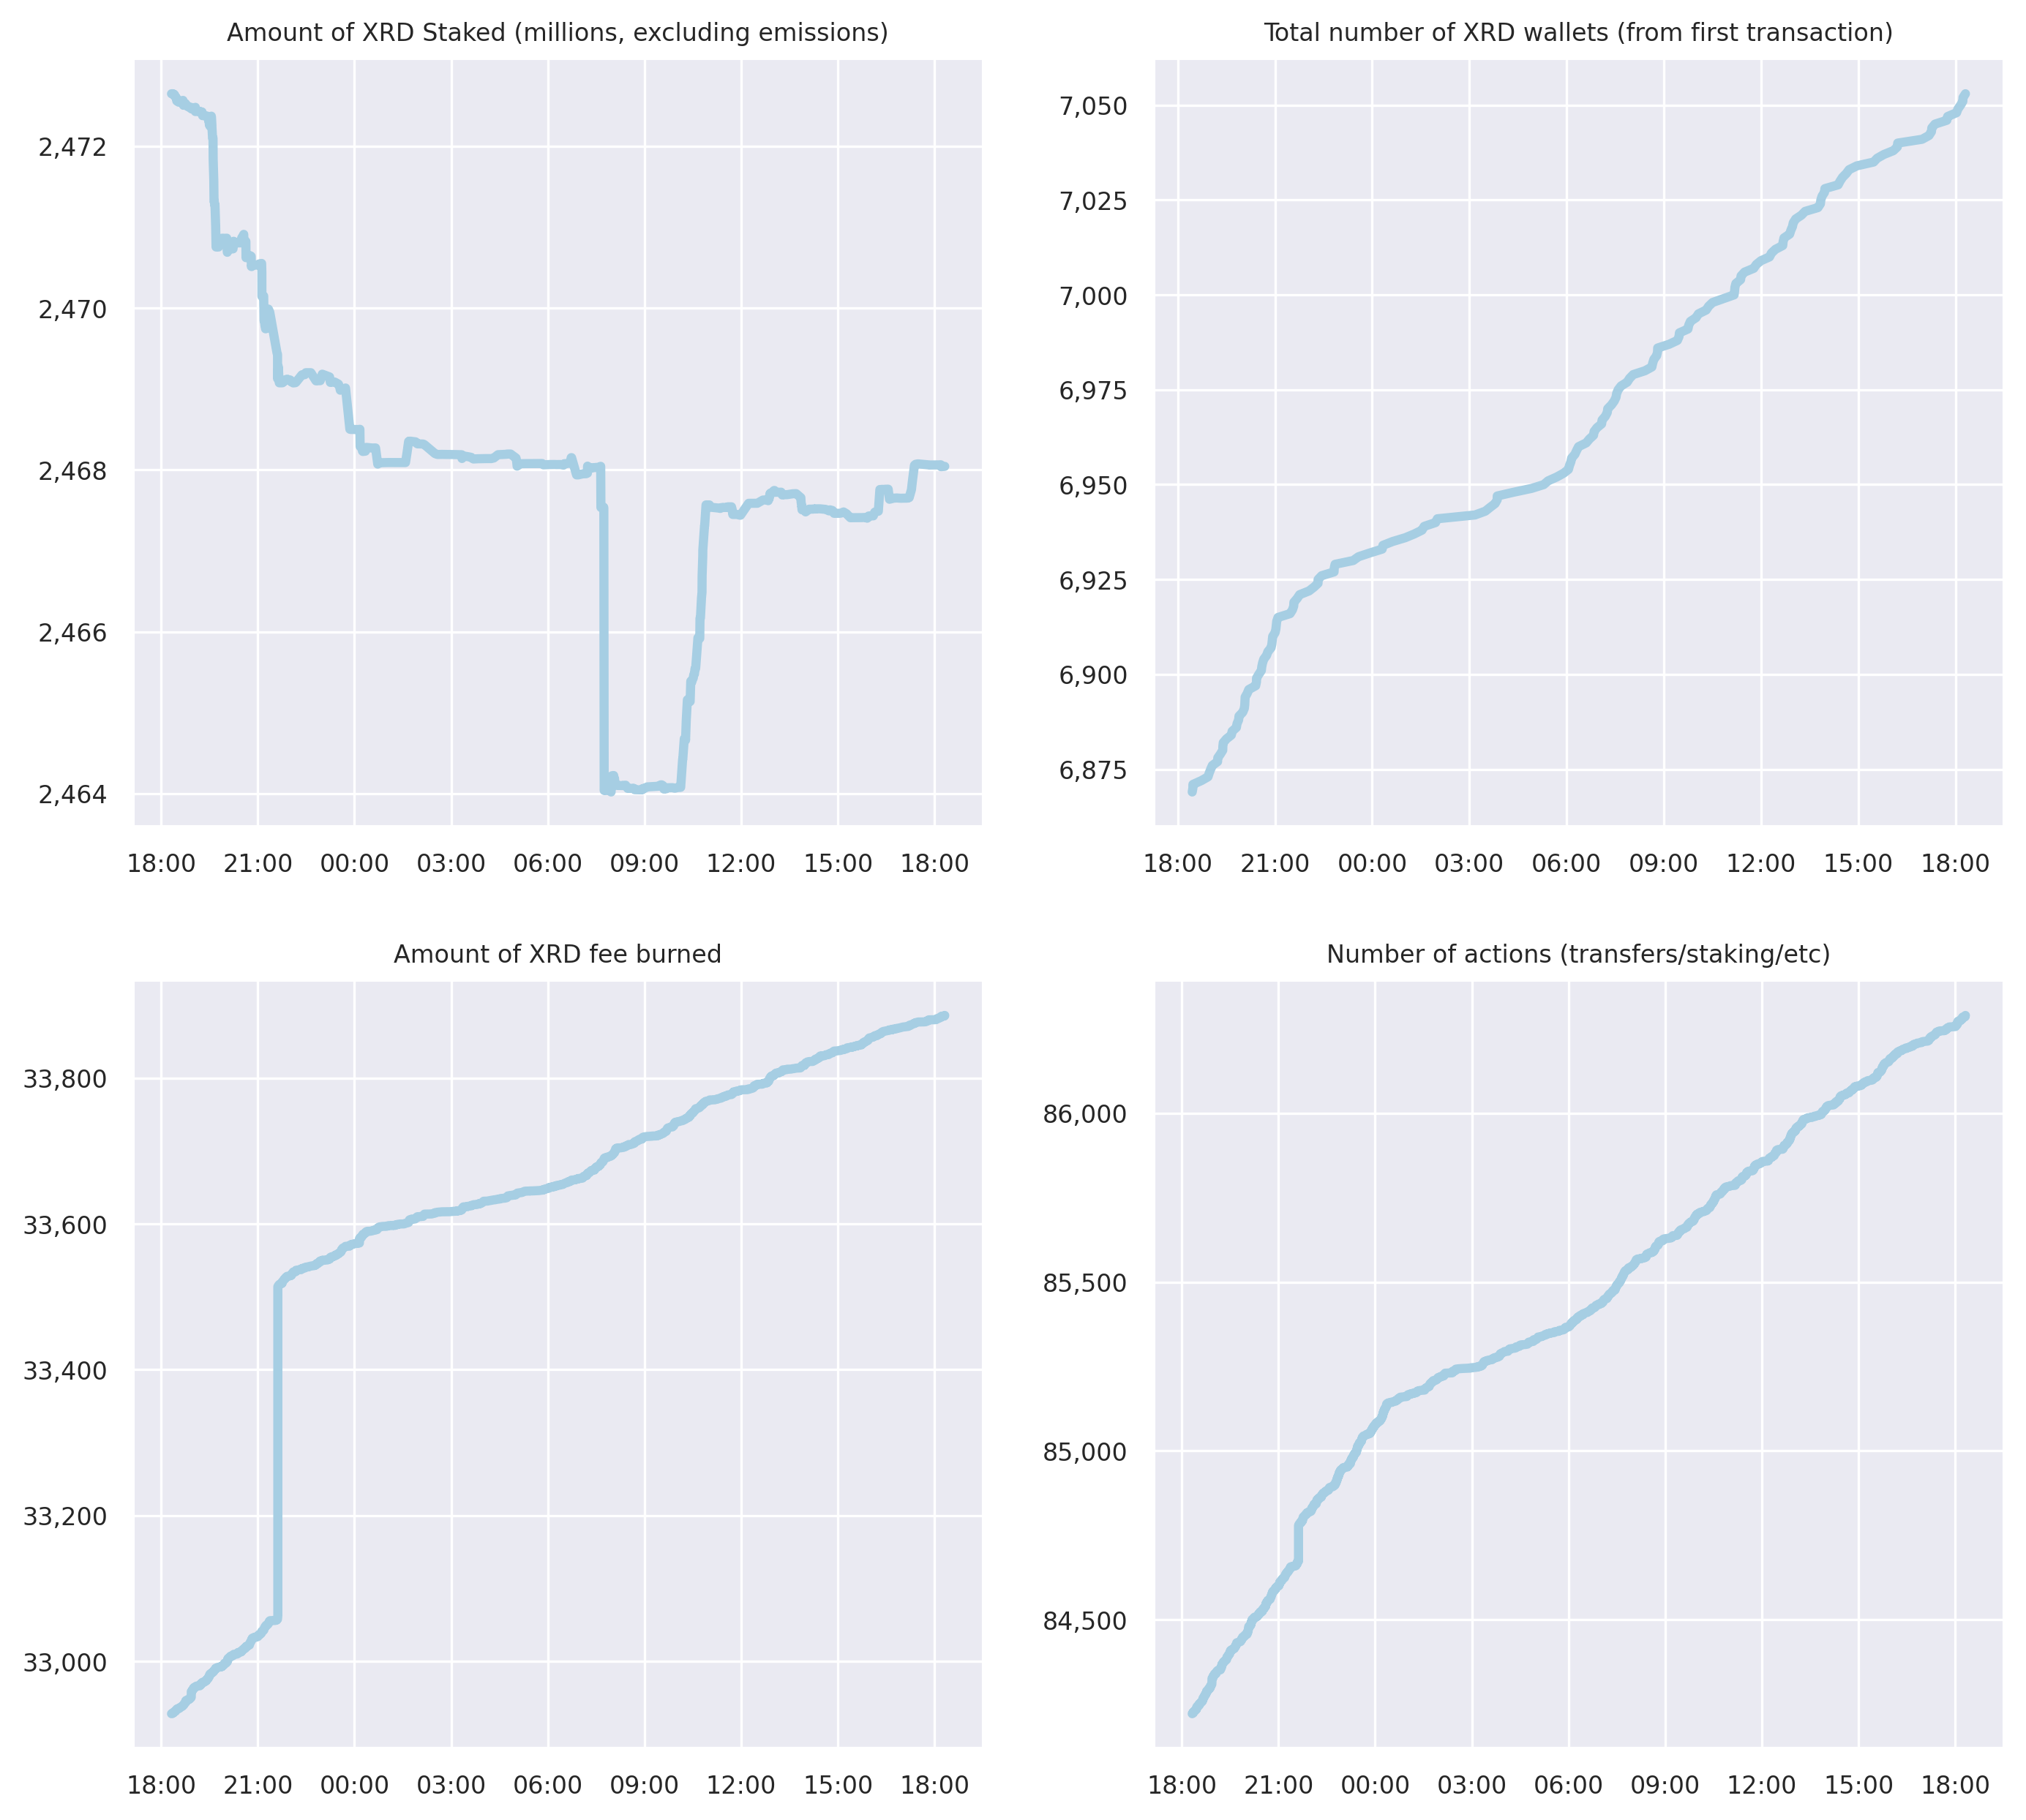 Amount of XRD Staked (millions, excluding emissions)
2,472
2,470
2,468
2,466
2,464
18:00 21:00 00:00 03:00 06:00 09:00 12:00 15:00 18:00
Total number of XRD wallets (from first transaction)
7,050
7,025
7,000
6,975
6,950
6,925
6,900
6,875
18:00 21:00 00:00 03:00 06:00 09:00 12:00 15:00 18:00
Amount of XRD fee burned
33,800
33,600
33,400
33,200
33,000
18:00 21:00 00:00 03:00 06:00 09:00 12:00 15:00 18:00
Number of actions (transfers/staking/etc)
86,000
85,500
85,000
84,500
18:00 21:00 00:00 03:00 06:00 09:00 12:00 15:00 18:00